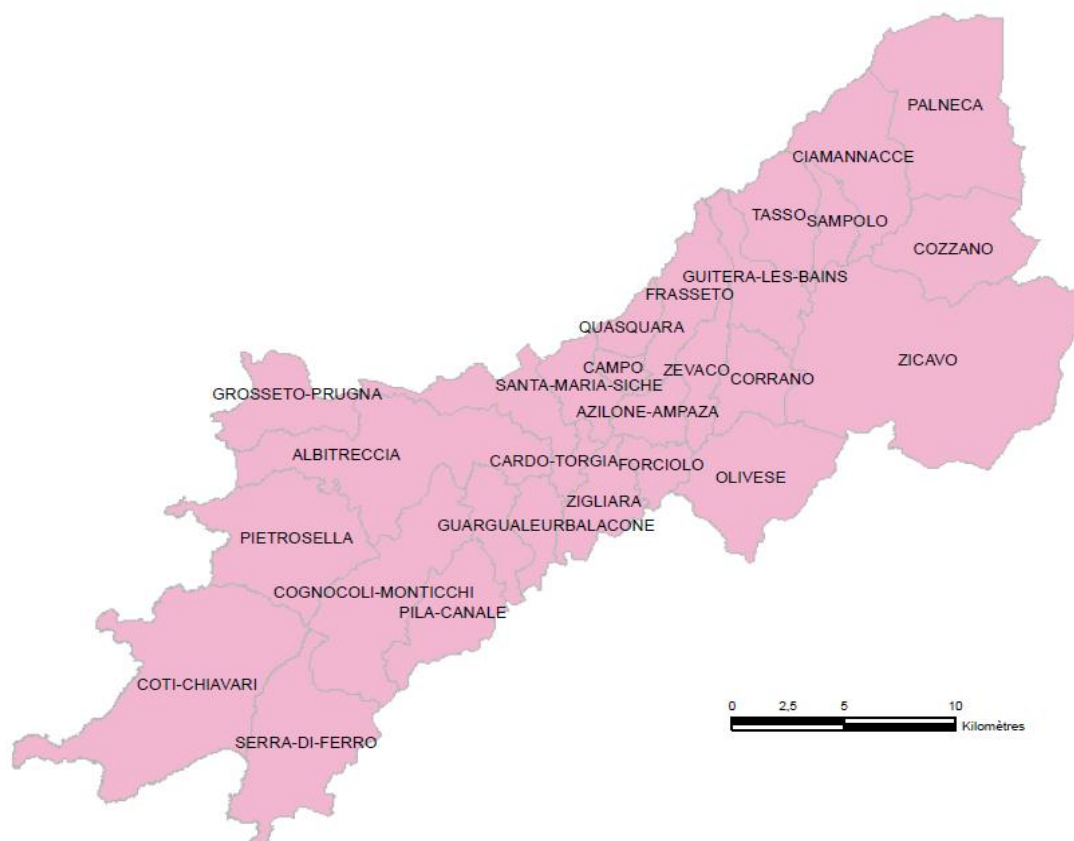 PALNECA
CIAMANNACCE
TASSO
SAMPOLO
COZZANO
GUITERA-LES-BAINS
FRASSETO
QUASQUARA
ZICAVO
CAMPO
ZEVACO
CORRANO
SANTA-MARIA-SICHE
GROSSETO-PRUGNA
AZILONE-AMPAZA
ALBITRECCIA
CARDO-TORGIA
FORCIOLO
OLIVESE
ZIGLIARA
GUARGUALE
URBALACONE
PIETROSELLA
COGNOCOLI-MONTICCHI
PILA-CANALE
COTI-CHIAVARI
SERRA-DI-FERRO
0 2,5 5 10
Kilomètres